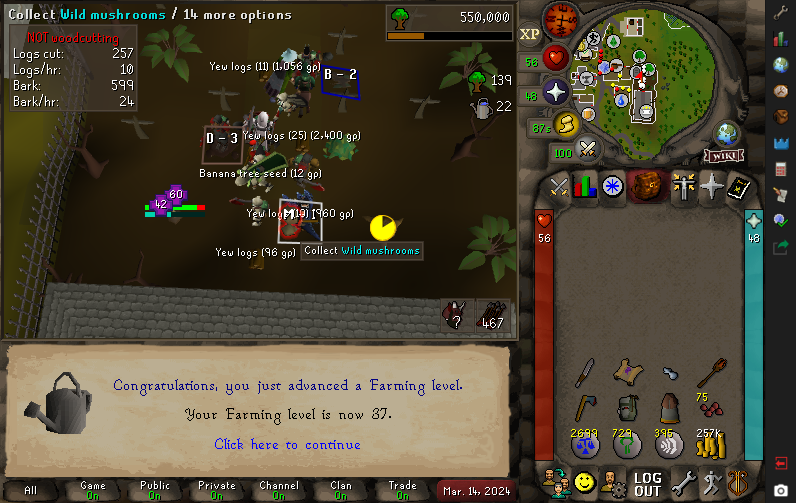 Collect Wild mushrooms / 14 more options
NOT woodcutting
Logs cut: 257
Logs/hr: 10
Bark: 599
Bark/hr: 24
550,000
139
22
Yew logs (11) (1,056 gp)
B - 2
D - 3
Yew logs (25) (2,400 gp)
Banana tree seed (12 gp)
60
42
Yew logs (10) (960 gp)
Yew logs (96 gp)
Collect Wild mushrooms
?
467
XP
56
48
87s
100
WIKI
56
48
75
2699
729
395
257K
Congratulations, you just advanced a Farming level.
Your Farming level is now 37.
Click here to continue
All
Game
On
Public
On
Private
On
Channel
On
Clan
On
Trade
On
Mar. 14, 2024
LOG
OUT